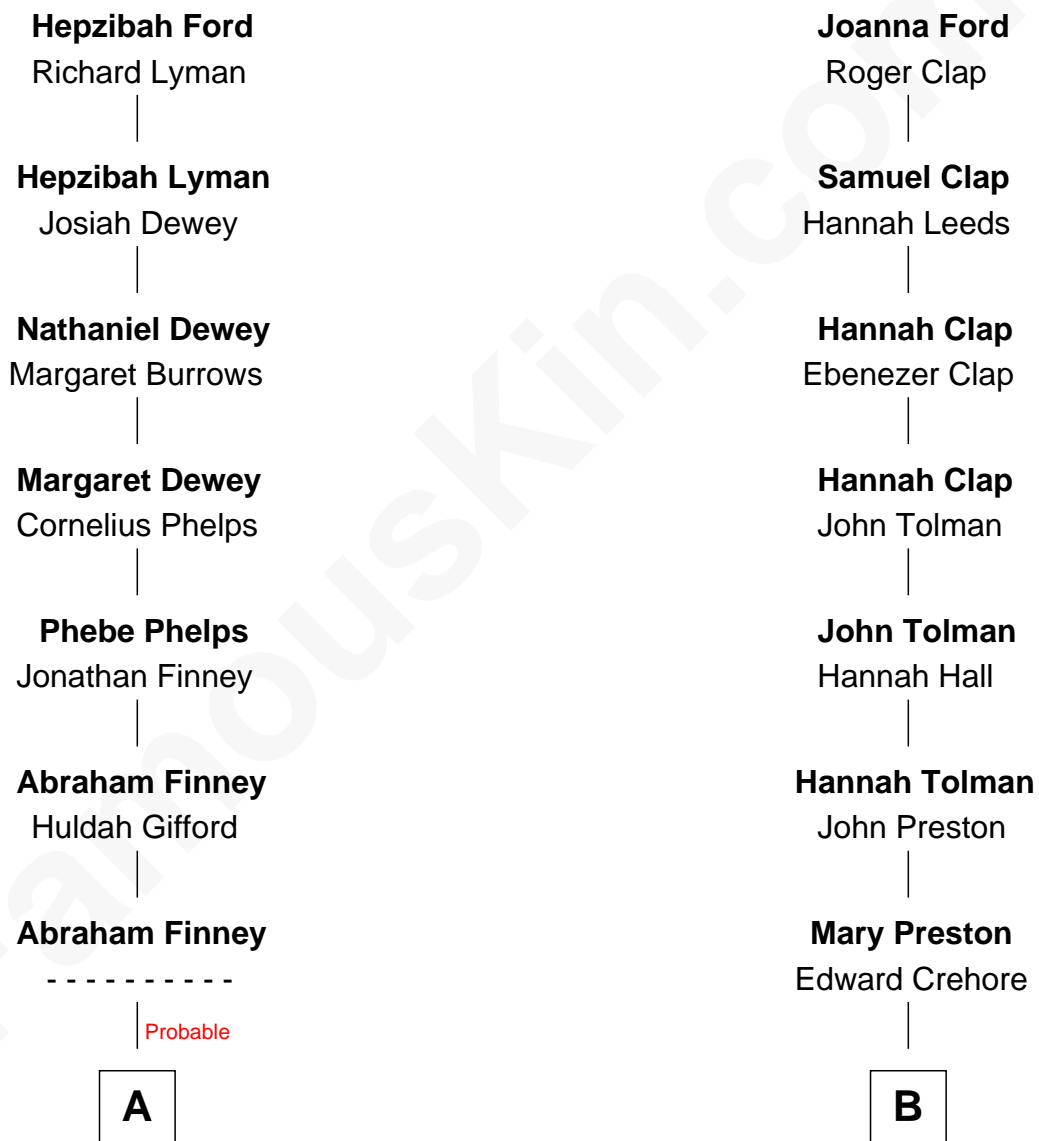 Hepzibah Ford
Richard Lyman
Hepzibah Lyman
Josiah Dewey
Nathaniel Dewey
Margaret Burrows
Margaret Dewey
Cornelius Phelps
Phebe Phelps
Jonathan Finney
Abraham Finney
Huldah Gifford
Abraham Finney
- - - - - - - - - -
Probable
A
Joanna Ford
Roger Clap
Samuel Clap
Hannah Leeds
Hannah Clap
Ebenezer Clap
Hannah Clap
John Tolman
John Tolman
Hannah Hall
Hannah Tolman
John Preston
Mary Preston
Edward Crehore
B
FamousKin.com